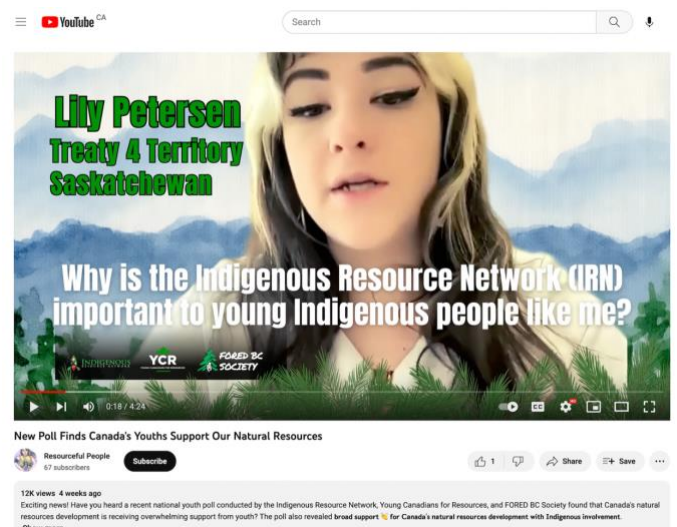 YouTube CA
Search
Lily Petersen
Treaty 4 Territory
Saskatchewan
Why is the Indigenous Resource Network (IRN)
important to young Indigenous people like me?
INDIGENOUS
YCR
FORED BC
SOCIETY
0:18 / 4:24
CC
New Poll Finds Canada's Youths Support Our Natural Resources
Resourceful People
67 subscribers
Subscribe
1
Share
Save
12K views 4 weeks ago
Exciting news! Have you heard a recent national youth poll conducted by the Indigenous Resource Network, Young Canadians for Resources, and FORED BC Society found that Canada's natural
resources development is receiving overwhelming support from youth? The poll also revealed broad support 👏 for Canada's natural resources development with Indigenous involvement.
Show more